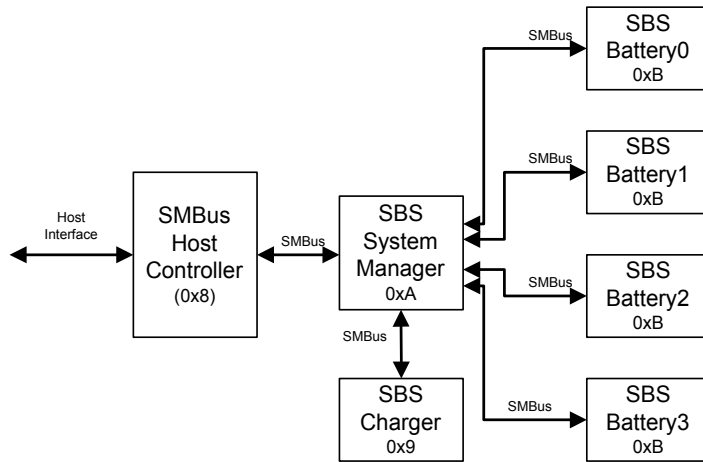 SBS
Battery0
0xB
SMBus
SBS
Battery1
0xB
SMBus
Host
Interface
SMBus
Host
Controller
(0x8)
SMBus
SBS
System
Manager
0xA
SMBus
SBS
Battery2
0xB
SMBus
SBS
Charger
0x9
SMBus
SBS
Battery3
0xB